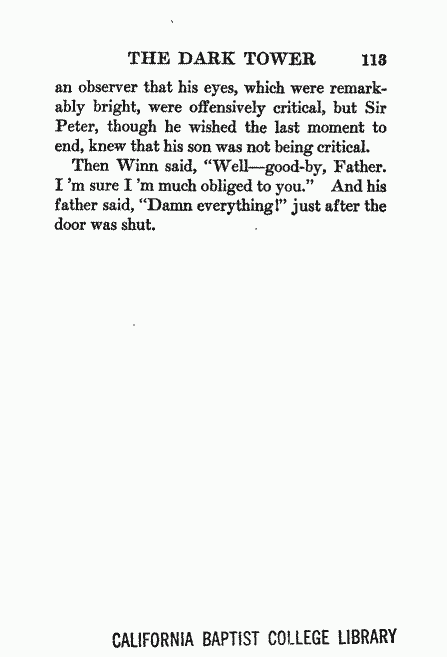 THE DARK TOWER 113
an observer that his eyes, which were remark-
ably bright, were offensively critical, but Sir
Peter, though he wished the last moment to
end, knew that his son was not being critical.
Then Winn said, “Well—good-by, Father.
I 'm sure I 'm much obliged to you.” And his
father said, “Damn everything!” just after the
door was shut.
CALIFORNIA BAPTIST COLLEGE LIBRARY